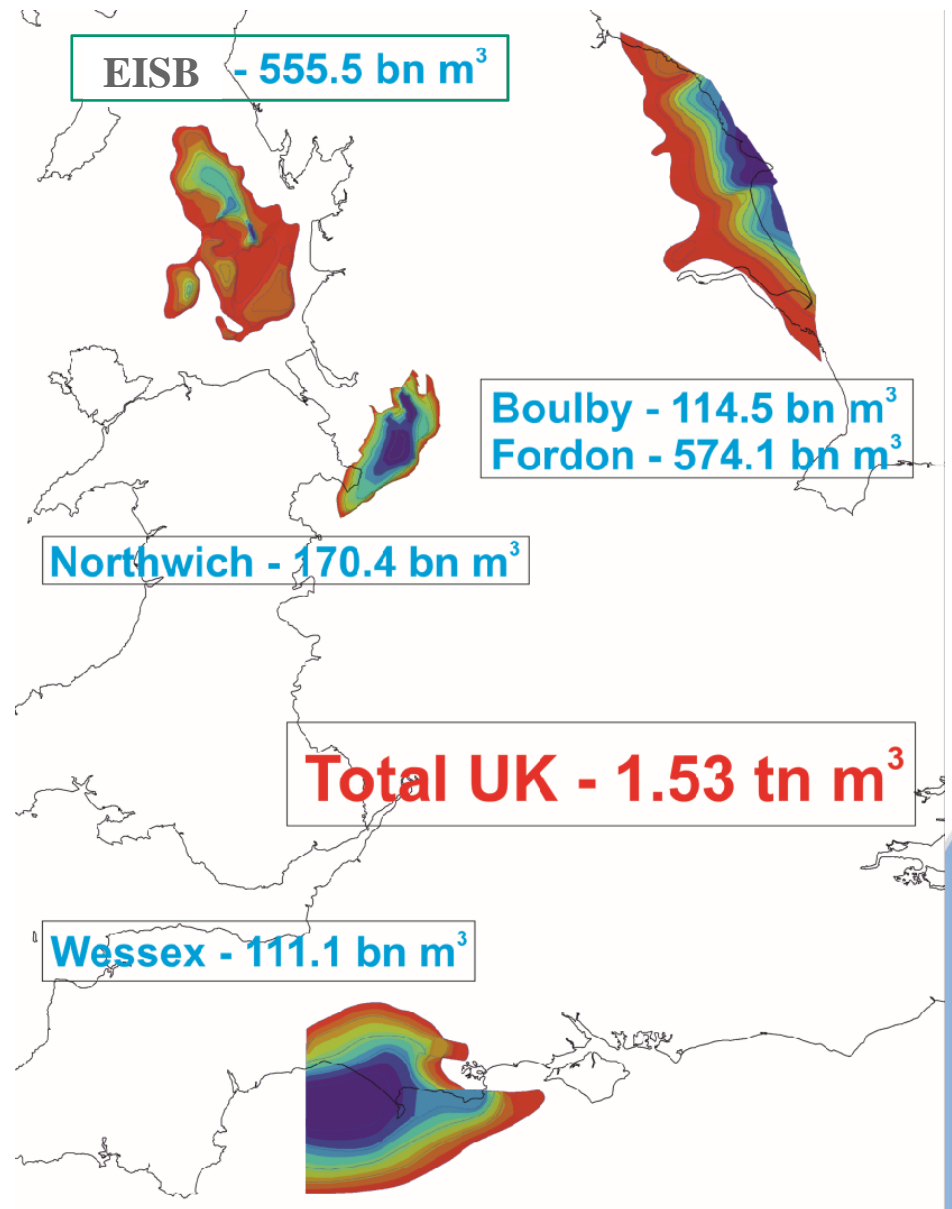 EISB - 555.5 bn m³
Boulby - 114.5 bn m³
Fordon - 574.1 bn m³
Northwich - 170.4 bn m³
Total UK - 1.53 tn m³
Wessex - 111.1 bn m³